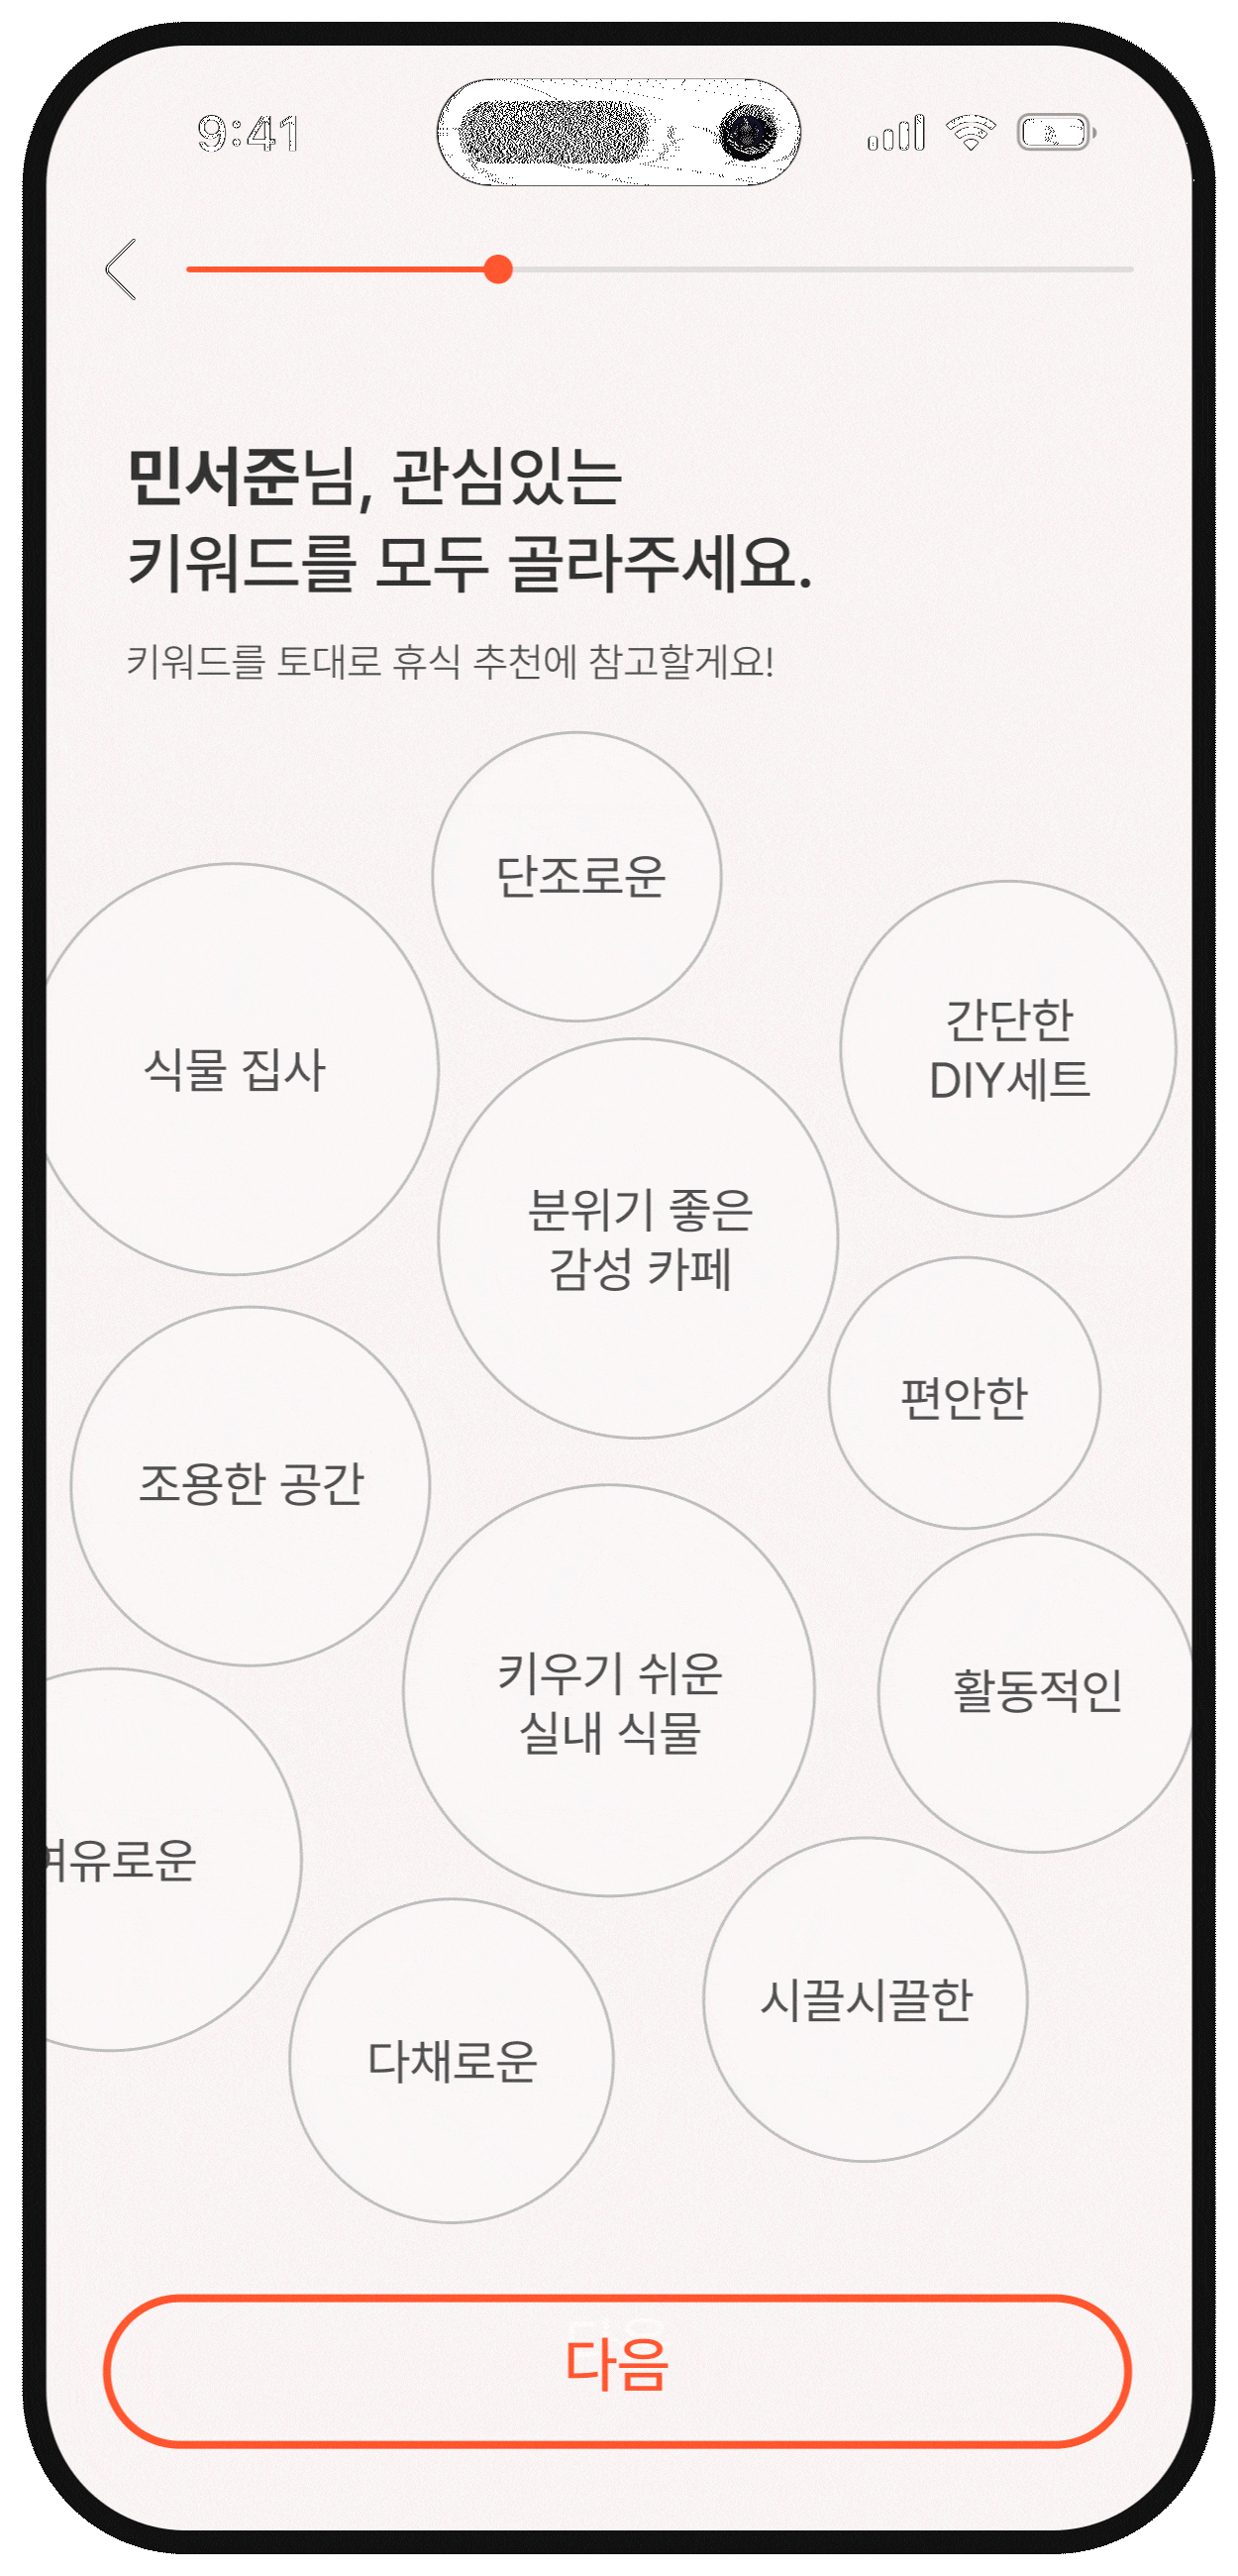 9:41
민서준님, 관심있는
키워드를 모두 골라주세요.
키워드를 토대로 휴식 추천에 참고할게요!
단조로운
식물 집사
간단한
DIY세트
분위기 좋은
감성 카페
편안한
조용한 공간
키우기 쉬운
실내 식물
활동적인
여유로운
시끌시끌한
다채로운
다음